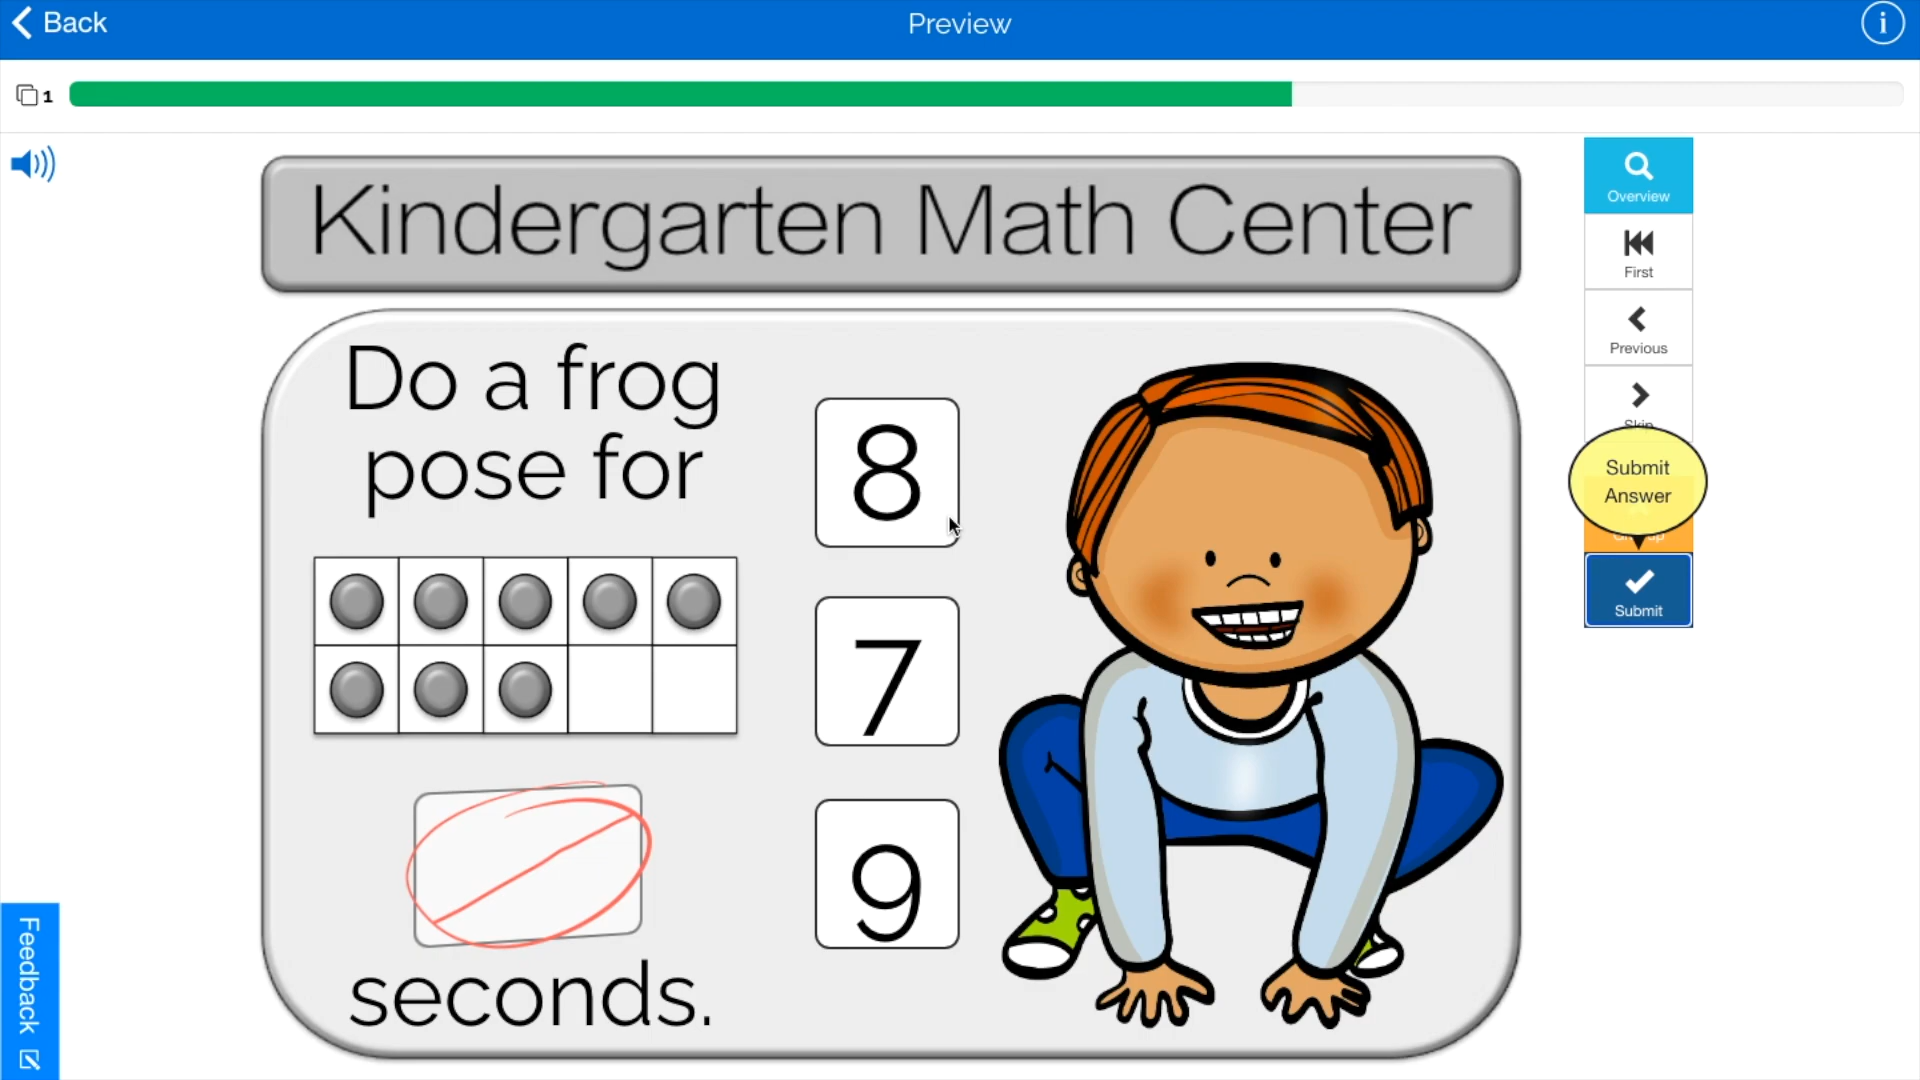 Back
Preview
i
1
Kindergarten Math Center
Do a frog
pose for
8
7
9
seconds.
Overview
First
Previous
Skip
Submit
Answer
Submit
Feedback